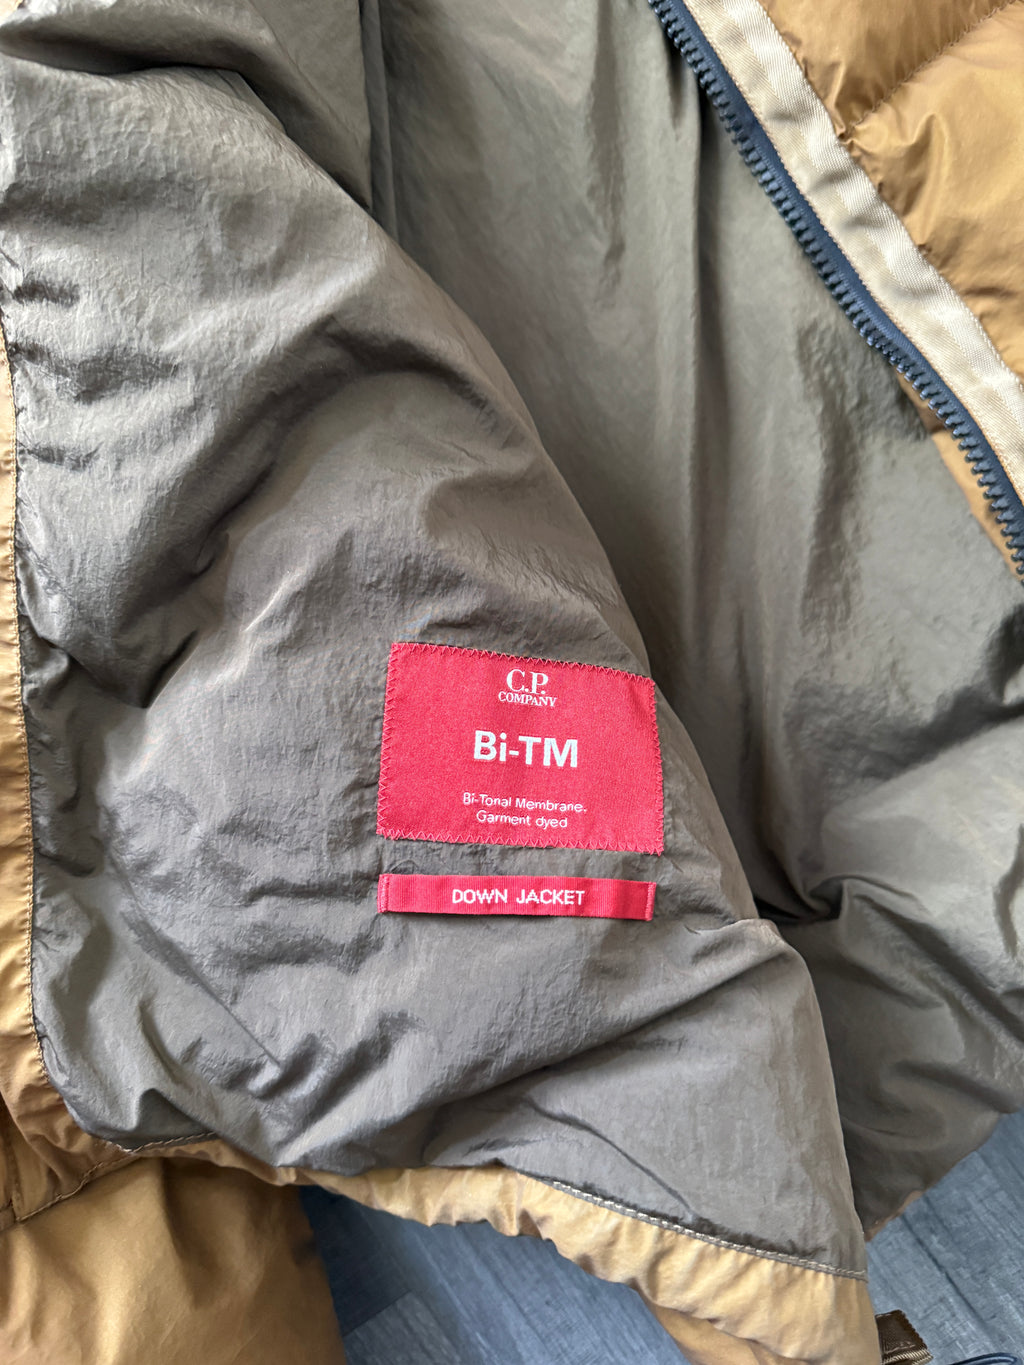 C.P.
COMPANY
Bi-TM
Bi-Tonal Membrane.
Garment dyed
DOWN JACKET